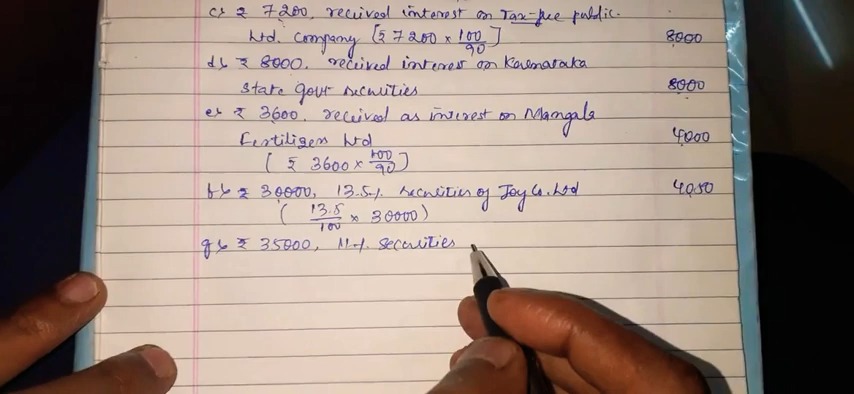 c) ₹ 7200, received interest on Tax-free public.
Ltd. Company [₹ 7200 × 100/90] 8000
d) ₹ 8000, received interest on Karnataka
State Govt securities 8000
e) ₹ 3600, received as interest on Mangala
Fertilizers Ltd 4000
( ₹ 3600 × 100/90 )
f) ₹ 30000, 13.5% securities of Joy Co. Ltd 4050
( 13.5/100 × 30000 )
g) ₹ 35000, 11% securities